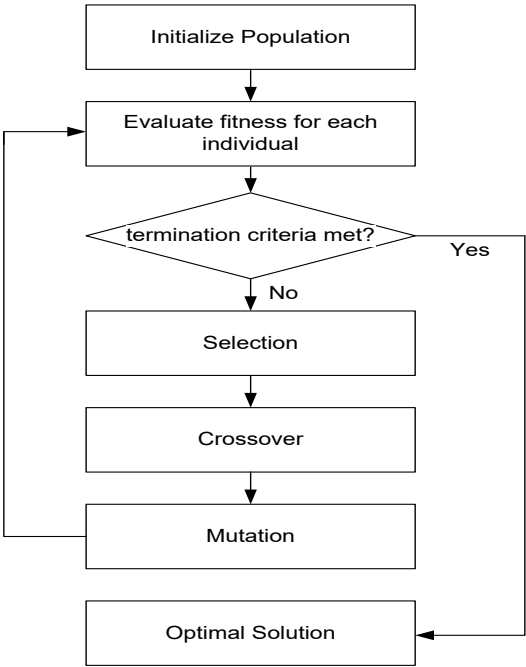 Initialize Population
Evaluate fitness for each
individual
termination criteria met?
Yes
No
Selection
Crossover
Mutation
Optimal Solution